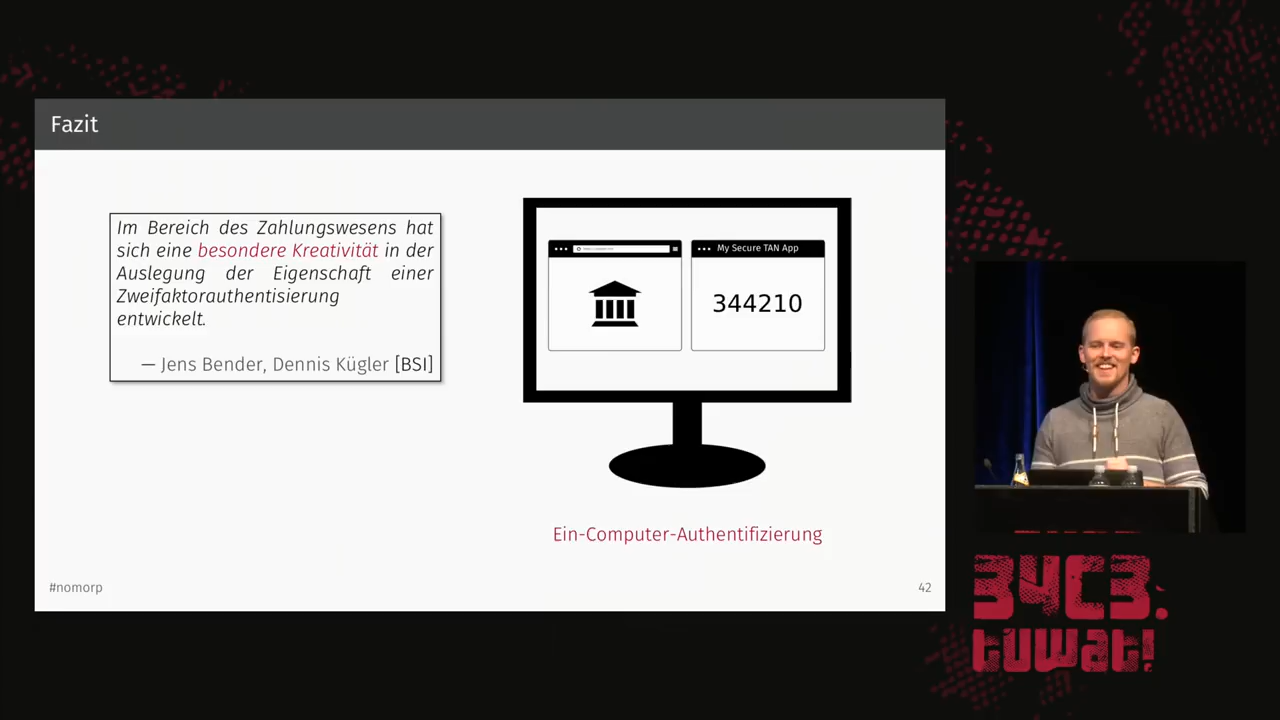 Fazit
Im Bereich des Zahlungswesens hat
sich eine besondere Kreativität in der
Auslegung der Eigenschaft einer
Zweifaktorauthentisierung
entwickelt.
— Jens Bender, Dennis Kügler [BSI]
My Secure TAN App
344210
Ein-Computer-Authentifizierung
#nomorp
42
34C3.
tuwat!